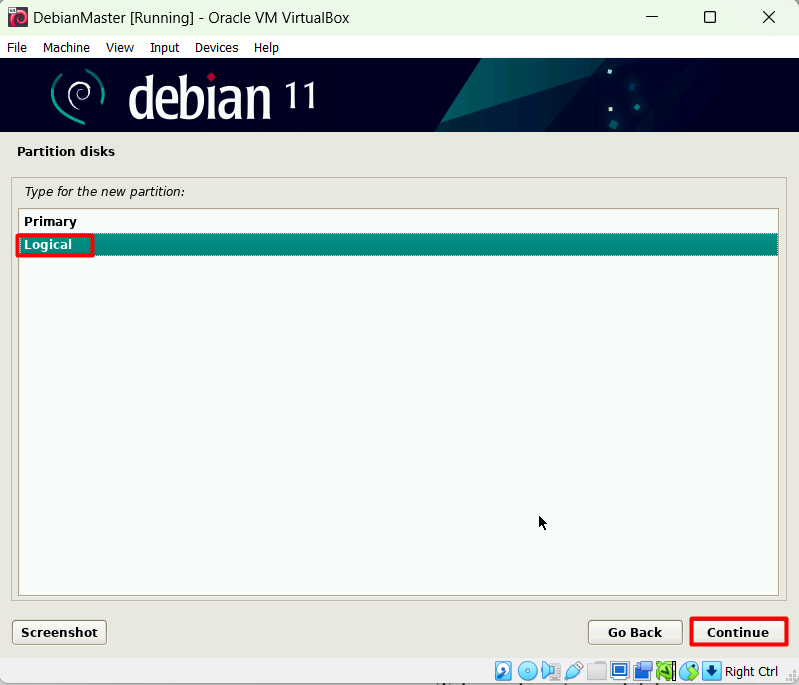 DebianMaster [Running] - Oracle VM VirtualBox
File Machine View Input Devices Help
debian 11
Partition disks
Type for the new partition:
Primary
Logical
Screenshot
Go Back
Continue
Right Ctrl